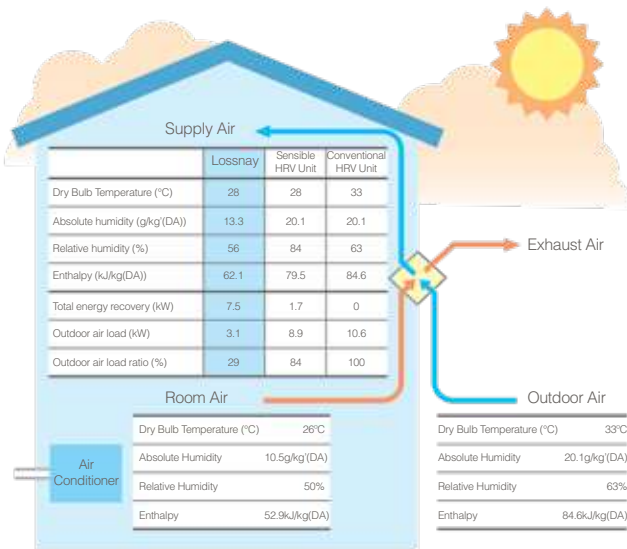 Supply Air
Lossnay Sensible HRV Unit Conventional HRV Unit
Dry Bulb Temperature (°C) 28 28 33
Absolute humidity (g/kg'(DA)) 13.3 20.1 20.1
Relative humidity (%) 56 84 63
Enthalpy (kJ/kg(DA)) 62.1 79.5 84.6
Total energy recovery (kW) 7.5 1.7 0
Outdoor air load (kW) 3.1 8.9 10.6
Outdoor air load ratio (%) 29 84 100
Exhaust Air
Room Air
Dry Bulb Temperature (°C) 26°C
Absolute Humidity 10.5g/kg'(DA)
Relative Humidity 50%
Enthalpy 52.9kJ/kg(DA)
Air
Conditioner
Outdoor Air
Dry Bulb Temperature (°C) 33°C
Absolute Humidity 20.1g/kg'(DA)
Relative Humidity 63%
Enthalpy 84.6kJ/kg(DA)